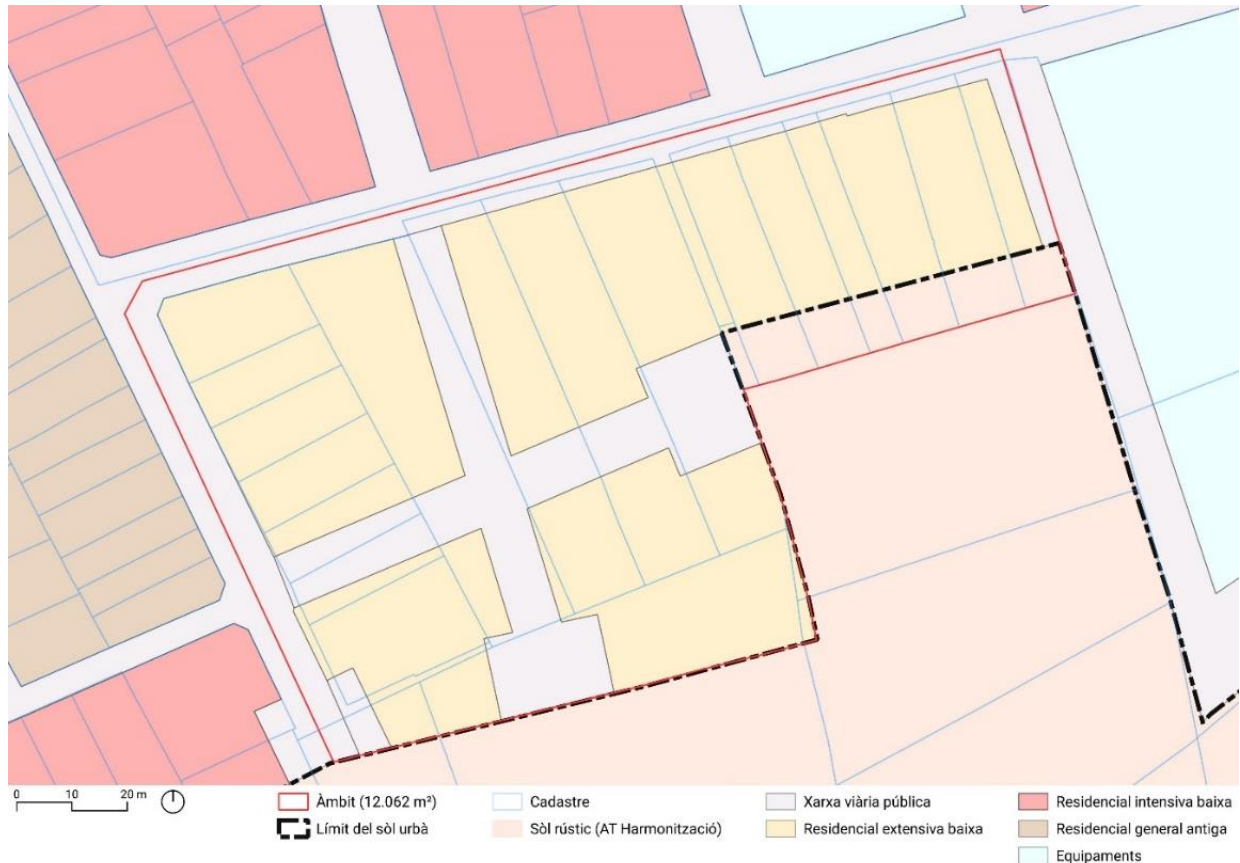 0 10 20 m
Àmbit (12.062 m²)
Límit del sòl urbà
Cadastre
Sòl rústic (AT Harmonització)
Xarxa viària pública
Residencial extensiva baixa
Residencial intensiva baixa
Residencial general antiga
Equipaments